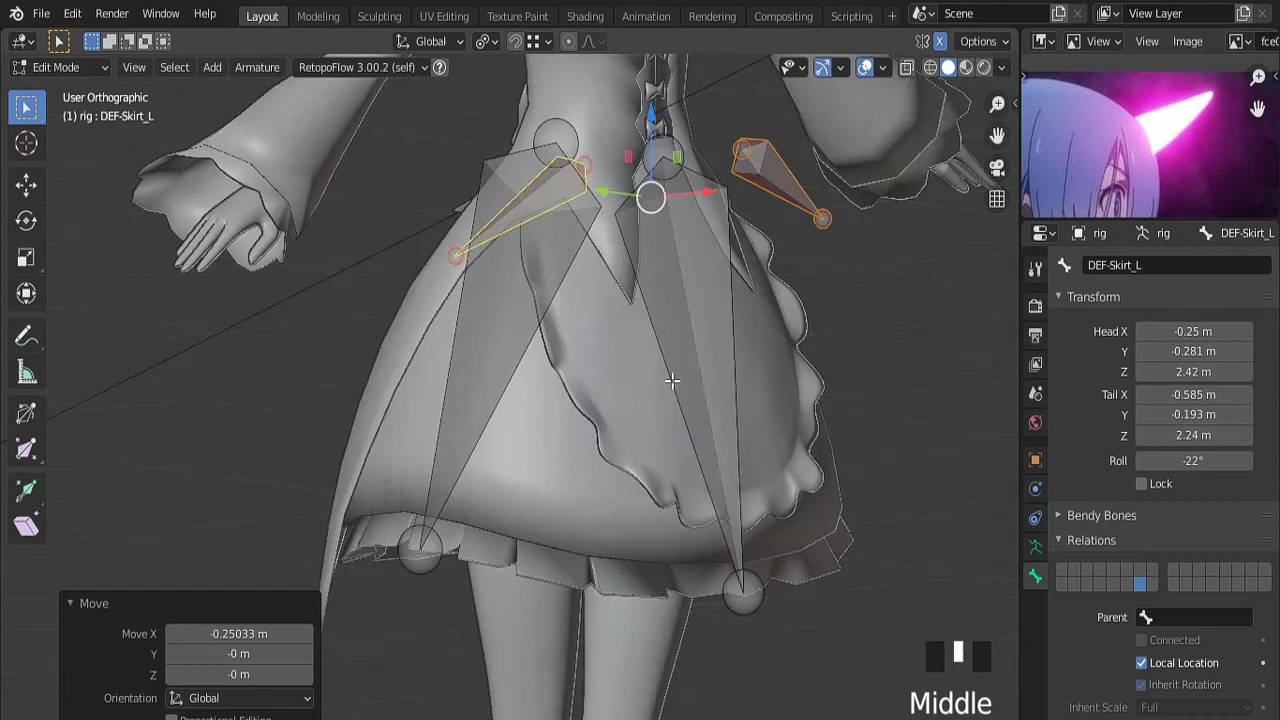 File Edit Render Window Help Layout Modeling Sculpting UV Editing Texture Paint Shading Animation Rendering Compositing Scripting + Scene View Layer
Global Options View View Image
Edit Mode View Select Add Armature RetopoFlow 3.00.2 (self) ?
User Orthographic
(1) rig : DEF-Skirt_L
rig rig DEF-Skirt_L
DEF-Skirt_L
Transform
Head X -0.25 m
Y -0.281 m
Z 2.42 m
Tail X -0.585 m
Y -0.193 m
Z 2.24 m
Roll -22°
Lock
Bendy Bones
Relations
Parent
Connected
Local Location
Inherit Rotation
Inherit Scale Full
Move
Move X -0.25033 m
Y -0 m
Z -0 m
Orientation Global
Middle